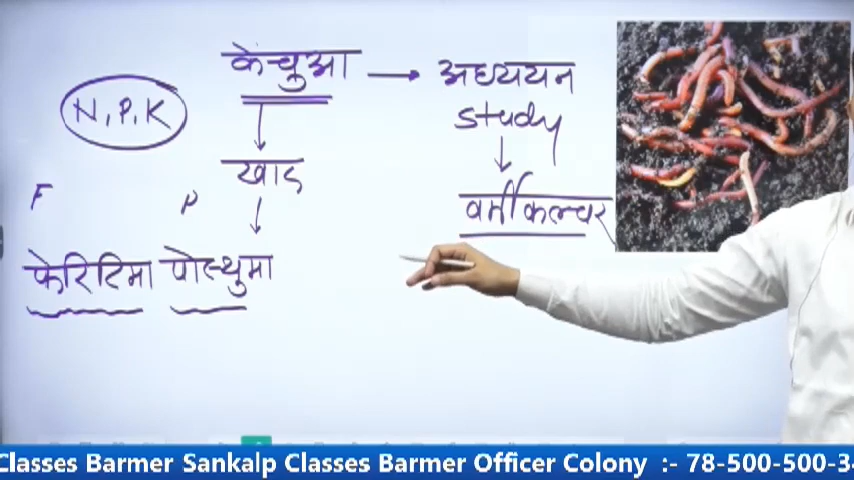 केंचुआ → अध्ययन
N, P, K
study
खाद
वर्मीकल्चर
F P
फेरिटिमा पोस्थुमा
Classes Barmer Sankalp Classes Barmer Officer Colony :- 78-500-500-3